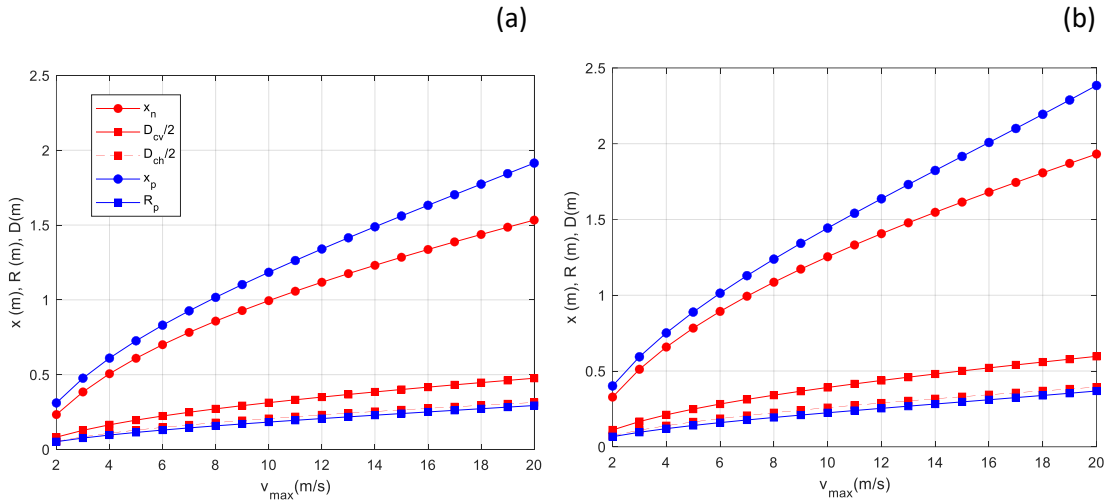 (a)
(b)
2.5
2
1.5
1
0.5
0
x (m), R (m), D(m)
x_n
D_cv/2
D_ch/2
x_p
R_p
2 4 6 8 10 12 14 16 18 20
v_max(m/s)
2.5
2
1.5
1
0.5
0
x (m), R (m), D(m)
2 4 6 8 10 12 14 16 18 20
v_max(m/s)